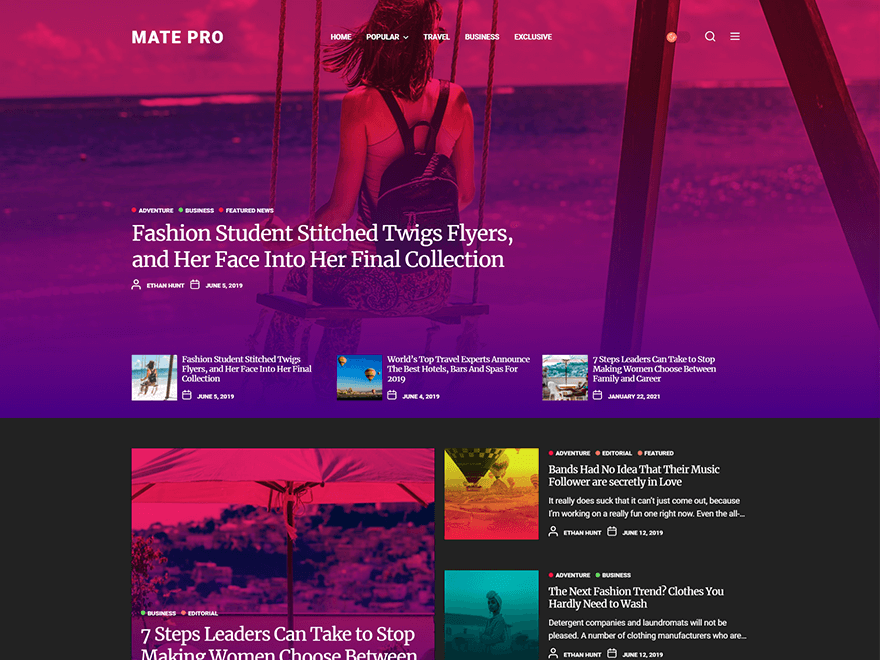 MATE PRO
HOME POPULAR TRAVEL BUSINESS EXCLUSIVE
ADVENTURE BUSINESS FEATURED NEWS
Fashion Student Stitched Twigs Flyers,
and Her Face Into Her Final Collection
ETHAN HUNT JUNE 5, 2019
Fashion Student Stitched Twigs
Flyers, and Her Face Into Her Final
Collection
JUNE 5, 2019
World's Top Travel Experts Announce
The Best Hotels, Bars And Spas For
2019
JUNE 4, 2019
7 Steps Leaders Can Take to Stop
Making Women Choose Between
Family and Career
JANUARY 22, 2021
BUSINESS EDITORIAL
7 Steps Leaders Can Take to Stop
Making Women Choose Between
ADVENTURE EDITORIAL FEATURED
Bands Had No Idea That Their Music
Follower are secretly in Love
It really does suck that it can't just come out, because
I'm working on a really fun one right now. Even the all-...
ETHAN HUNT JUNE 12, 2019
ADVENTURE BUSINESS
The Next Fashion Trend? Clothes You
Hardly Need to Wash
Detergent companies and laundromats will not be
pleased. A number of clothing manufacturers who are...
ETHAN HUNT JUNE 12, 2019